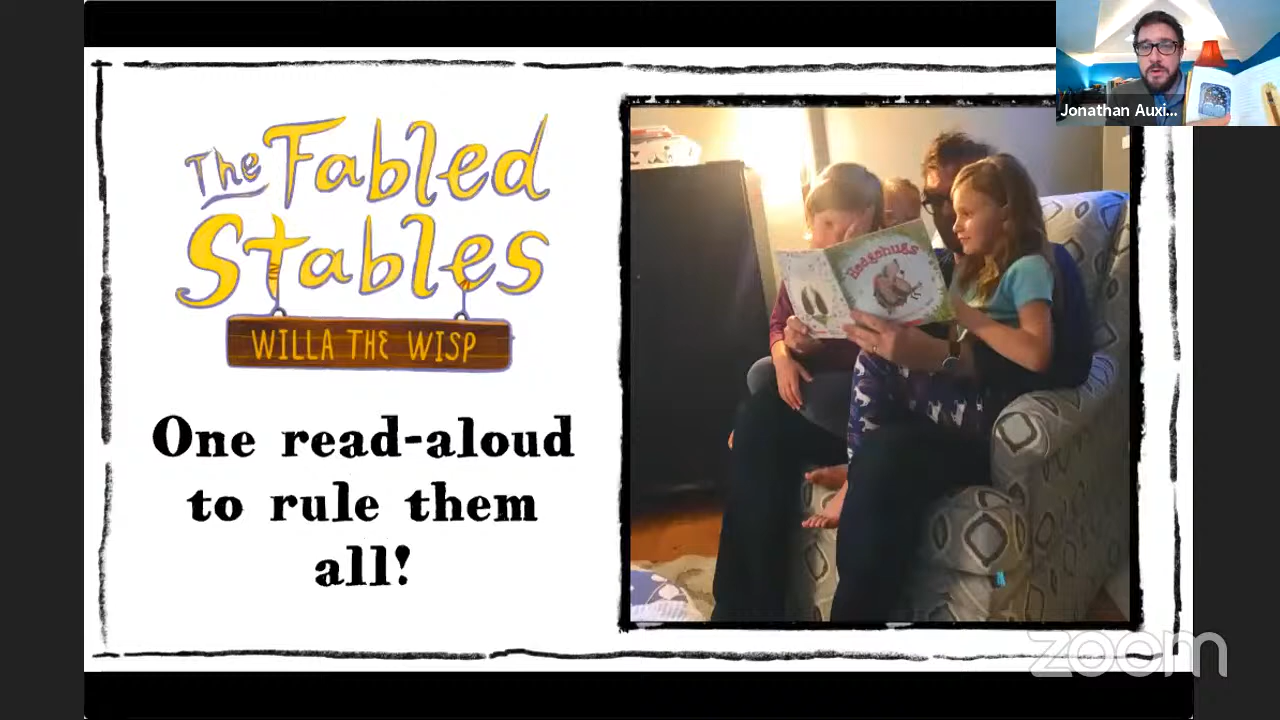 Jonathan Auxi...
The Fabled
Stables
WILLA THE WISP
One read-aloud
to rule them
all!
Hedgehugs
zoom